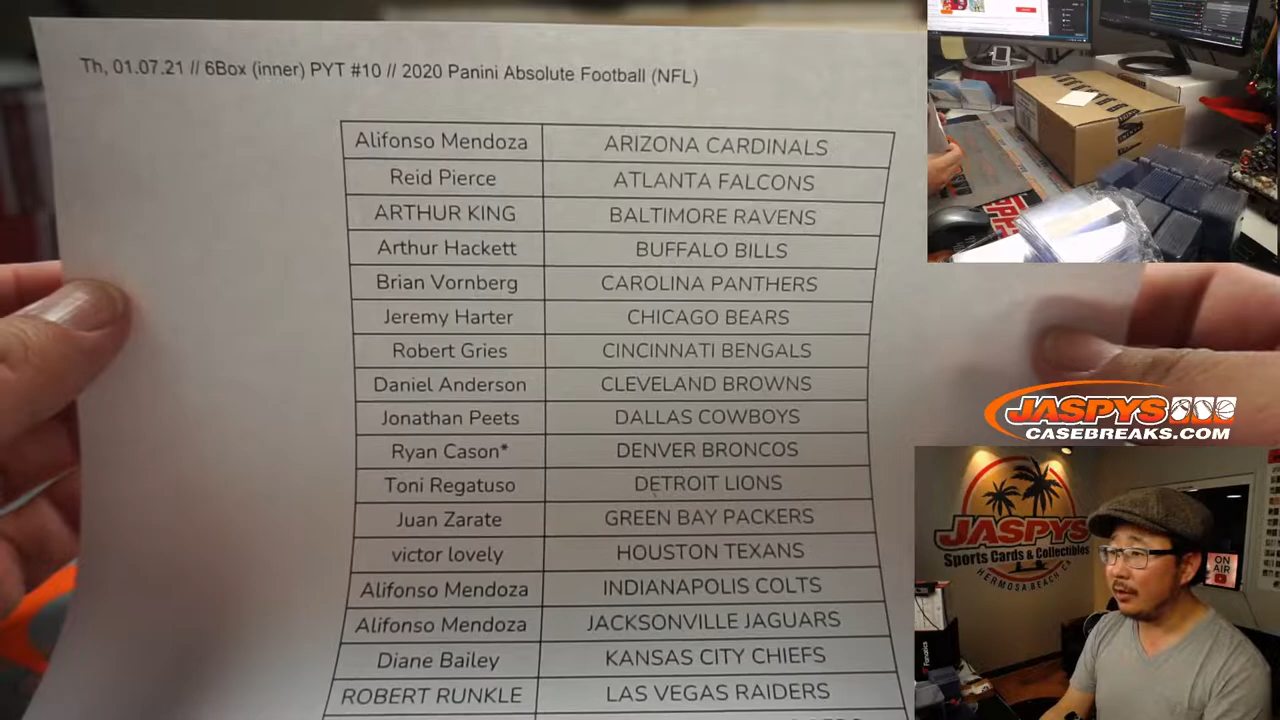 Th, 01.07.21 // 6Box (inner) PYT #10 // 2020 Panini Absolute Football (NFL)
Alifonso Mendoza ARIZONA CARDINALS
Reid Pierce ATLANTA FALCONS
ARTHUR KING BALTIMORE RAVENS
Arthur Hackett BUFFALO BILLS
Brian Vornberg CAROLINA PANTHERS
Jeremy Harter CHICAGO BEARS
Robert Gries CINCINNATI BENGALS
Daniel Anderson CLEVELAND BROWNS
Jonathan Peets DALLAS COWBOYS
Ryan Cason* DENVER BRONCOS
Toni Regatuso DETROIT LIONS
Juan Zarate GREEN BAY PACKERS
victor lovely HOUSTON TEXANS
Alifonso Mendoza INDIANAPOLIS COLTS
Alifonso Mendoza JACKSONVILLE JAGUARS
Diane Bailey KANSAS CITY CHIEFS
ROBERT RUNKLE LAS VEGAS RAIDERS
JASPYS
CASEBREAKS.COM
JASPYS
Sports Cards & Collectibles
HERMOSA BEACH, CA
ON
AIR
Fanatics